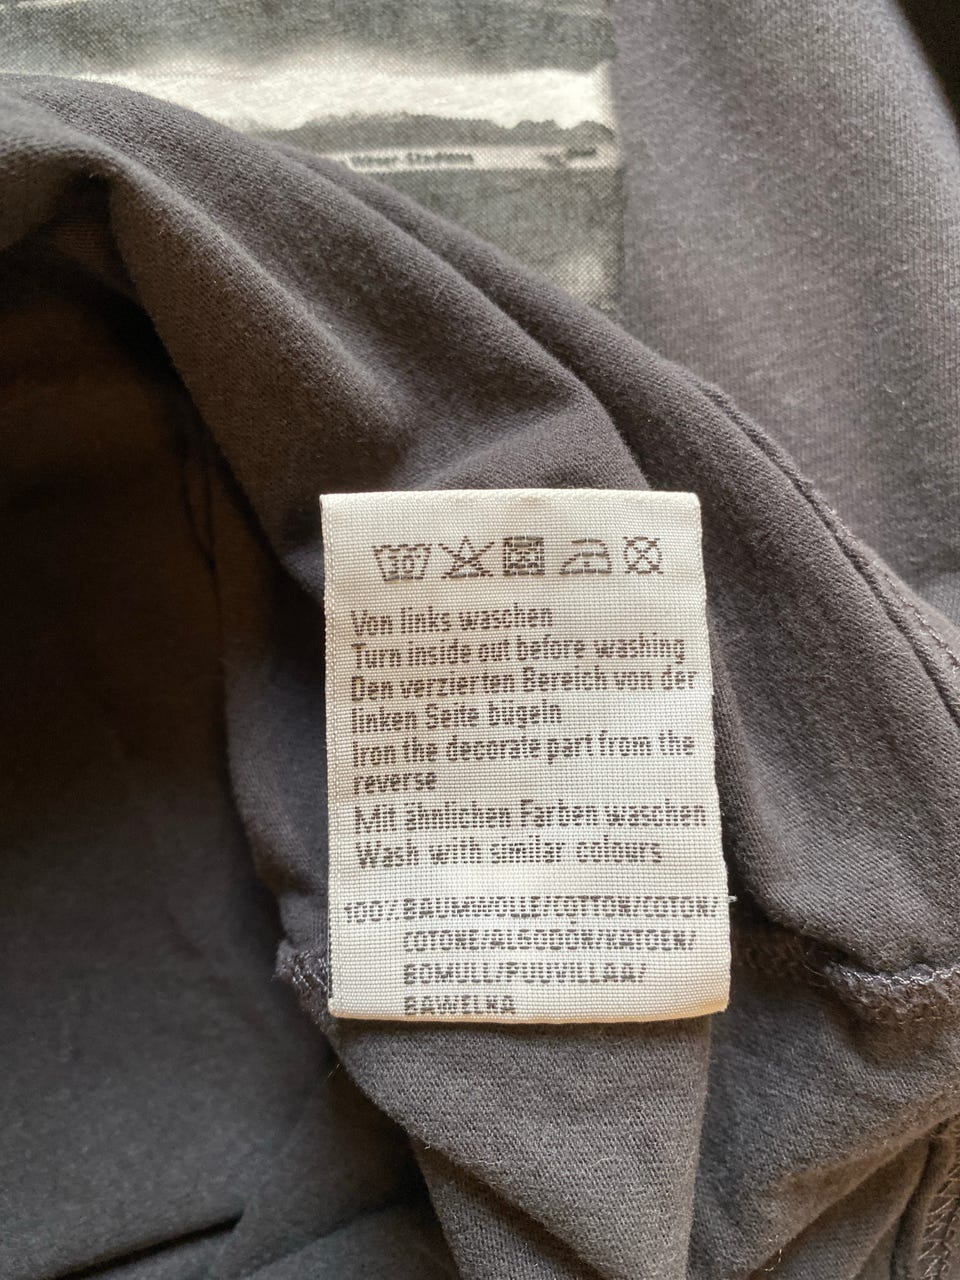 30
Von links waschen
Turn inside out before washing
Den verzierten Bereich von der
linken Seite bügeln
Iron the decorate part from the
reverse
Mit ähnlichen Farben waschen
Wash with similar colours
100% BAUMWOLLE/COTTON/COTON/
COTONE/ALGODON/KATOEN/
BOMULL/PUUVILLAA/
BAWELNA